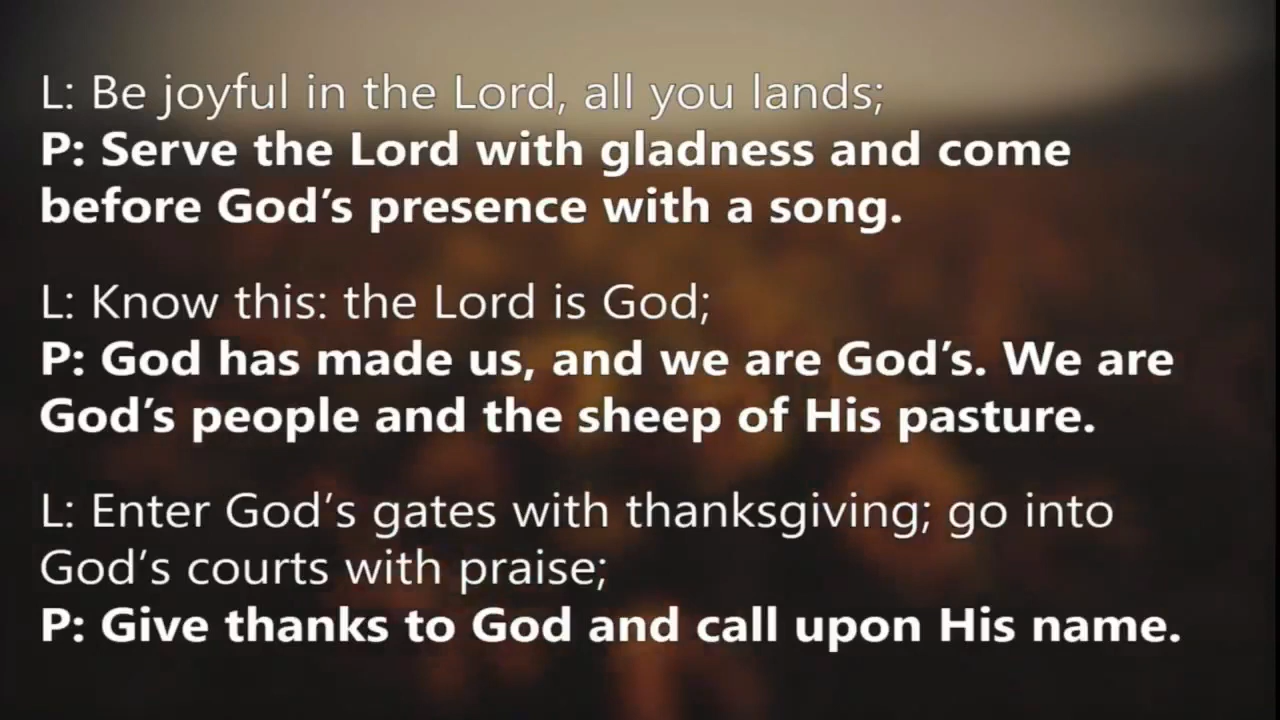 L: Be joyful in the Lord, all you lands;
P: Serve the Lord with gladness and come
before God’s presence with a song.
L: Know this: the Lord is God;
P: God has made us, and we are God’s. We are
God’s people and the sheep of His pasture.
L: Enter God’s gates with thanksgiving; go into
God’s courts with praise;
P: Give thanks to God and call upon His name.